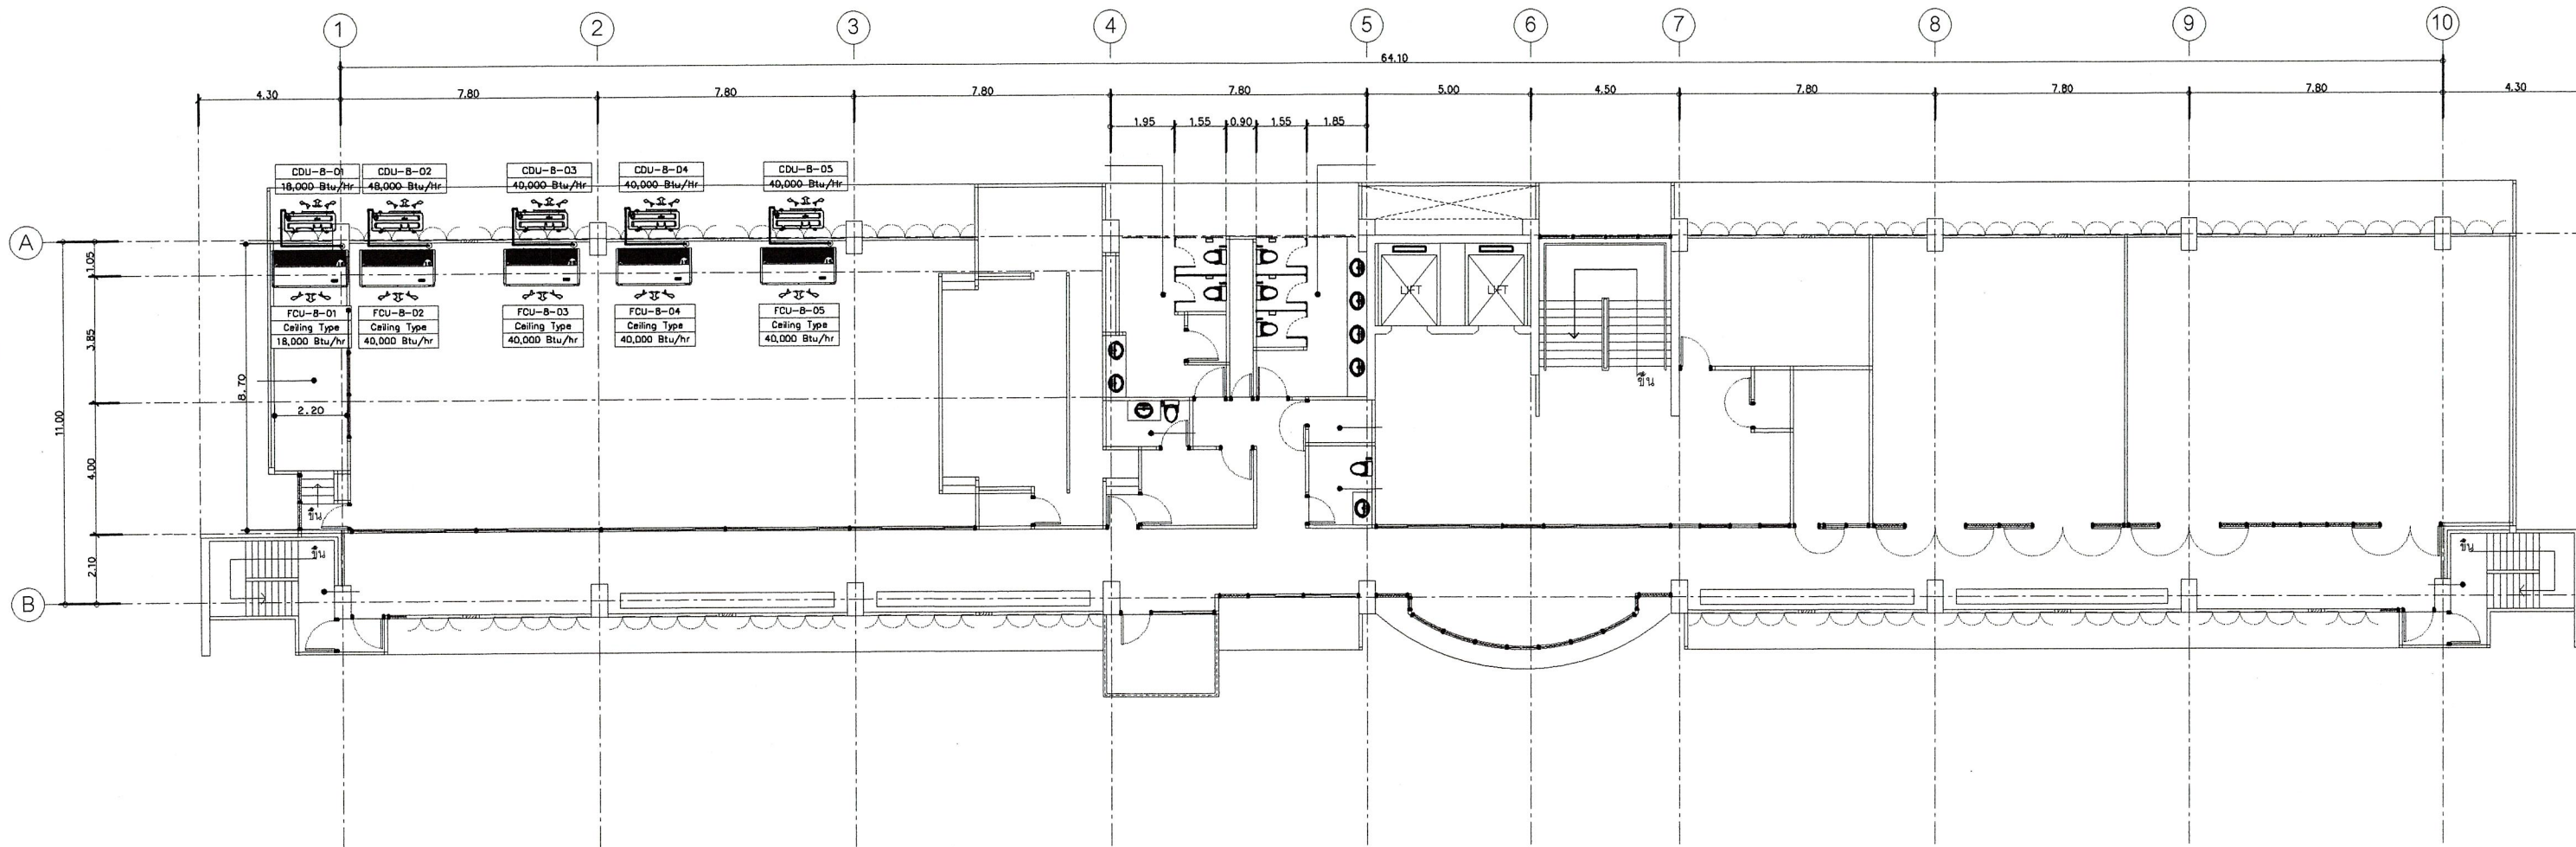 1 2 3 4 5 6 7 8 9 10
64.10
4.30 7.80 7.80 7.80 7.80 5.00 4.50 7.80 7.80 7.80 4.30
1.95 1.55 0.90 1.55 1.85
CDU-8-01
18,000 Btu/Hr
CDU-8-02
48,000 Btu/Hr
CDU-8-03
40,000 Btu/Hr
CDU-8-04
40,000 Btu/Hr
CDU-8-05
40,000 Btu/Hr
A
FCU-8-01
Ceiling Type
18,000 Btu/hr
FCU-8-02
Ceiling Type
40,000 Btu/hr
FCU-8-03
Ceiling Type
40,000 Btu/hr
FCU-8-04
Ceiling Type
40,000 Btu/hr
FCU-8-05
Ceiling Type
40,000 Btu/hr
1.05
3.85
4.00
2.10
11.00
8.70
2.20
LIFT
LIFT
ขึ้น
ขึ้น
ขึ้น
ขึ้น
B